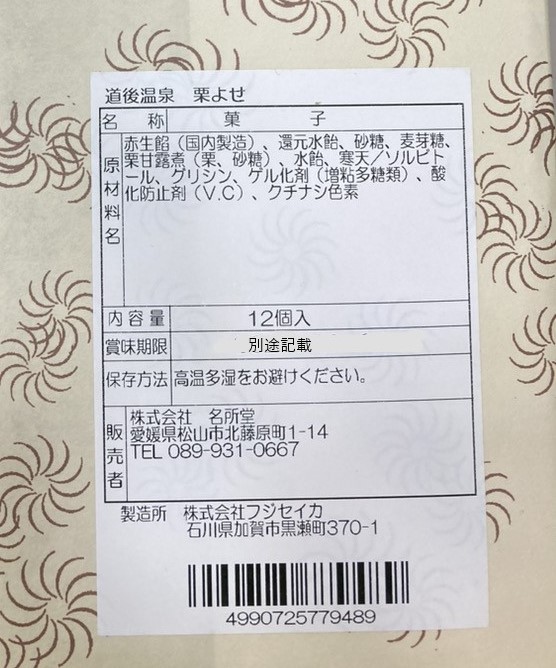 道後温泉 栗よせ
名 称 菓 子
原材料名 赤生餡（国内製造）、還元水飴、砂糖、麦芽糖、
栗甘露煮（栗、砂糖）、水飴、寒天／ソルビト
ール、グリシン、ゲル化剤（増粘多糖類）、酸
化防止剤（V.C）、クチナシ色素
内容量 12個入
賞味期限 別途記載
保存方法 高温多湿をお避けください。
販売者 株式会社 名所堂
愛媛県松山市北藤原町1-14
TEL 089-931-0667
製造所 株式会社フジセイカ
石川県加賀市黒瀬町370-1
4990725779489